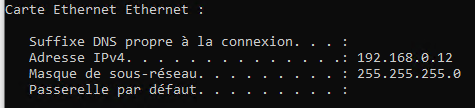 Carte Ethernet Ethernet :
Suffixe DNS propre à la connexion. . . :
Adresse IPv4. . . . . . . . . . . . . .: 192.168.0.12
Masque de sous-réseau. . . . . . . . . : 255.255.255.0
Passerelle par défaut. . . . . . . . . :